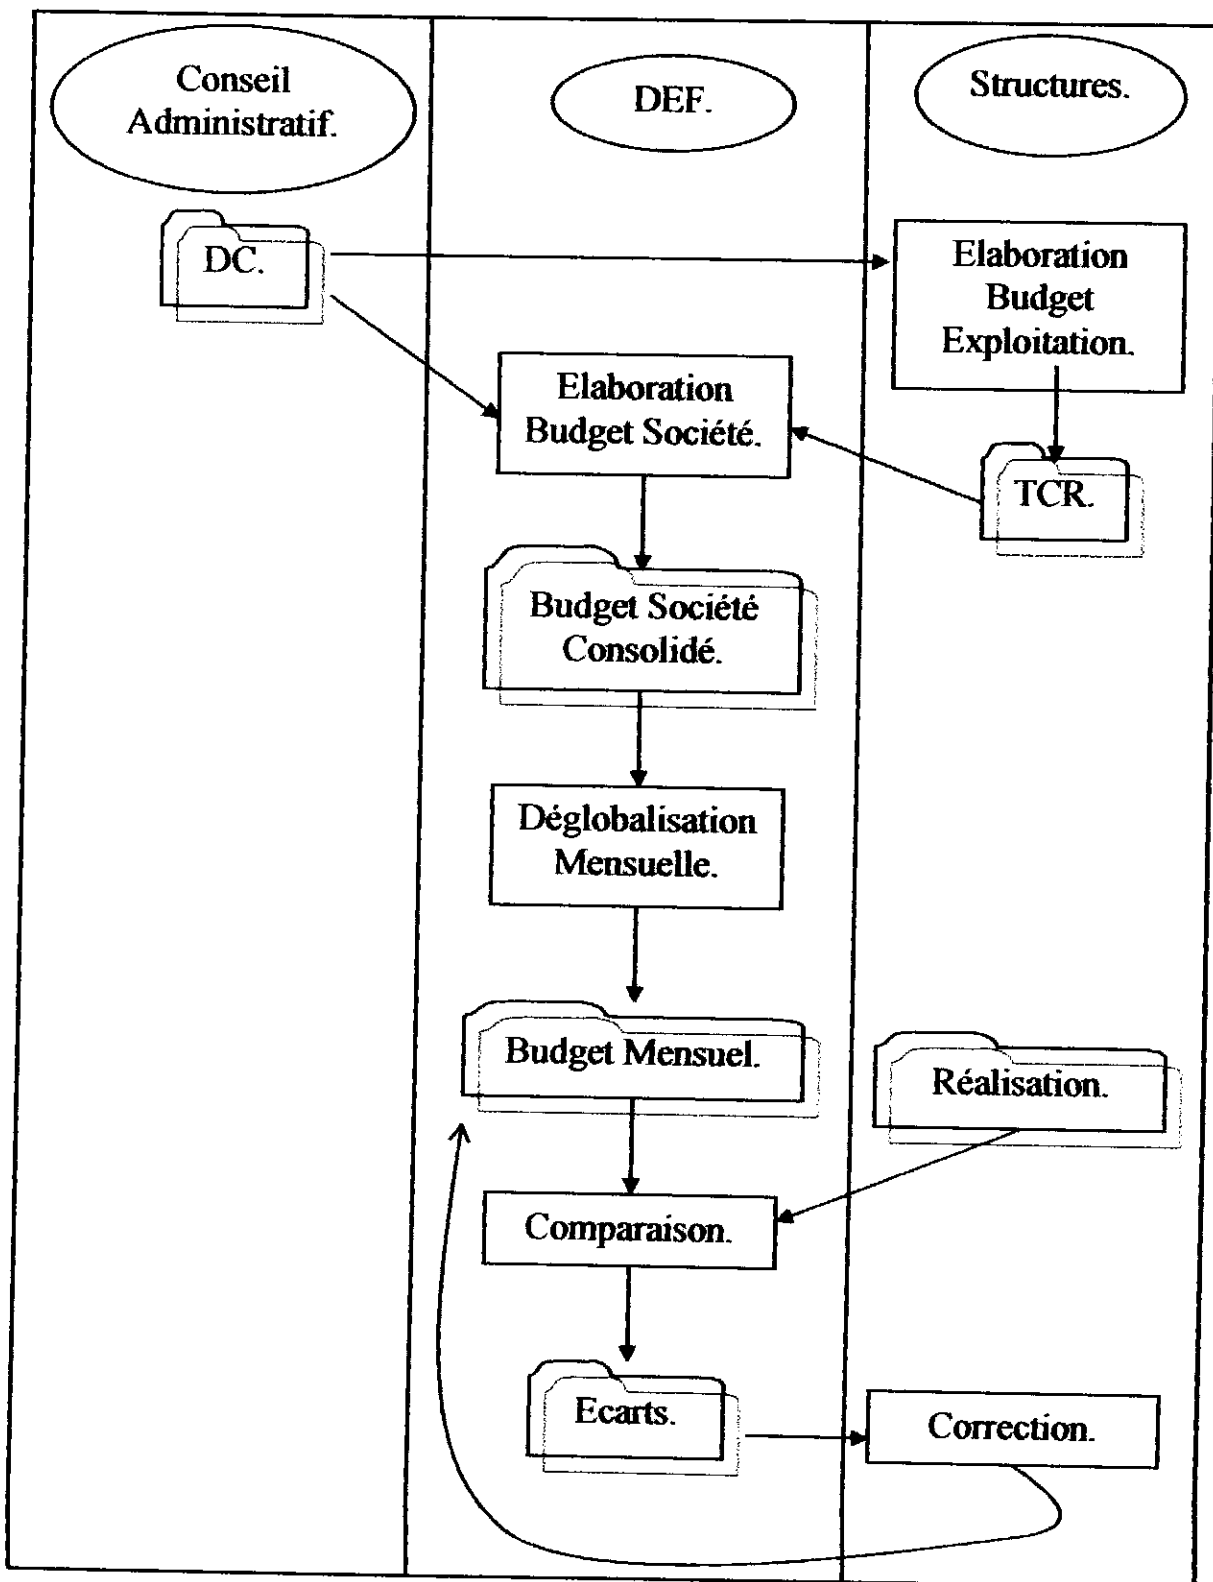 Conseil
Administratif.
DEF.
Structures.
DC.
Elaboration
Budget
Exploitation.
Elaboration
Budget Société.
TCR.
Budget Société
Consolidé.
Déglobalisation
Mensuelle.
Budget Mensuel.
Réalisation.
Comparaison.
Ecarts.
Correction.